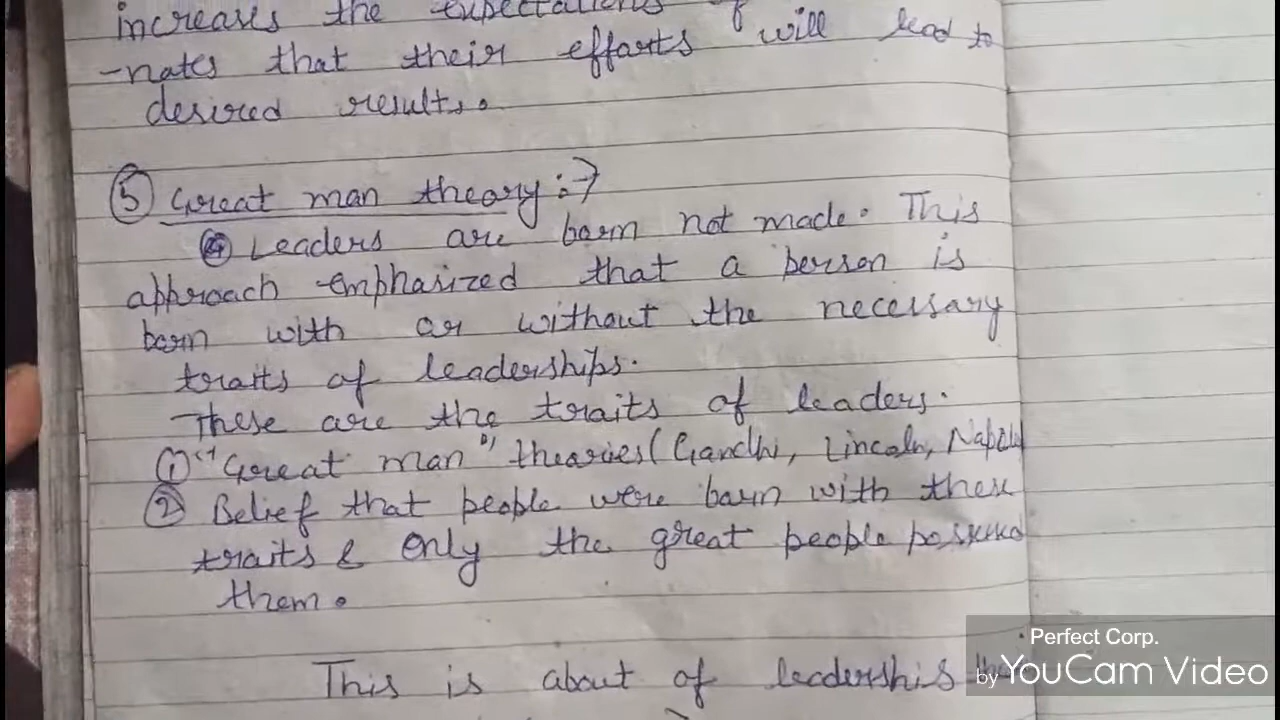 increases the expectations
-nates that their efforts will lead to
desired results.
5 Great man theory :→
Leaders are born not made. This
approach emphasized that a person is
born with or without the necessary
traits of leaderships.
These are the traits of leaders.
1 "Great man" theories (Gandhi, Lincoln,
2 Belief that people were born with these
traits & only the great people possessed
them.
This is about of leadership
Perfect Corp.
by YouCam Video